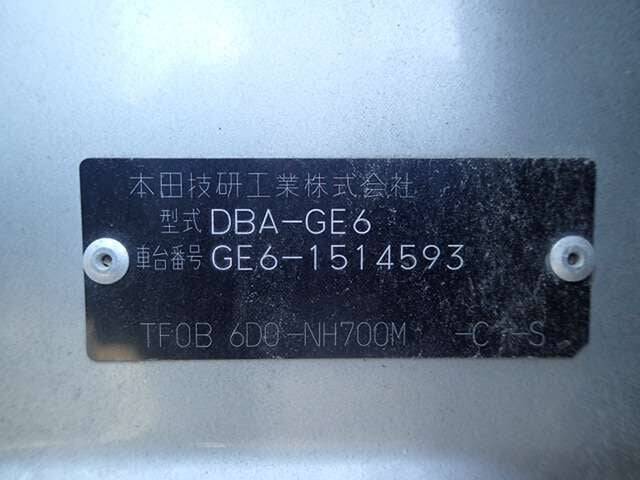 本田技研工業株式会社
型式 DBA-GE6
車台番号 GE6-1514593
TF0B 6D0-NH700M -C -S